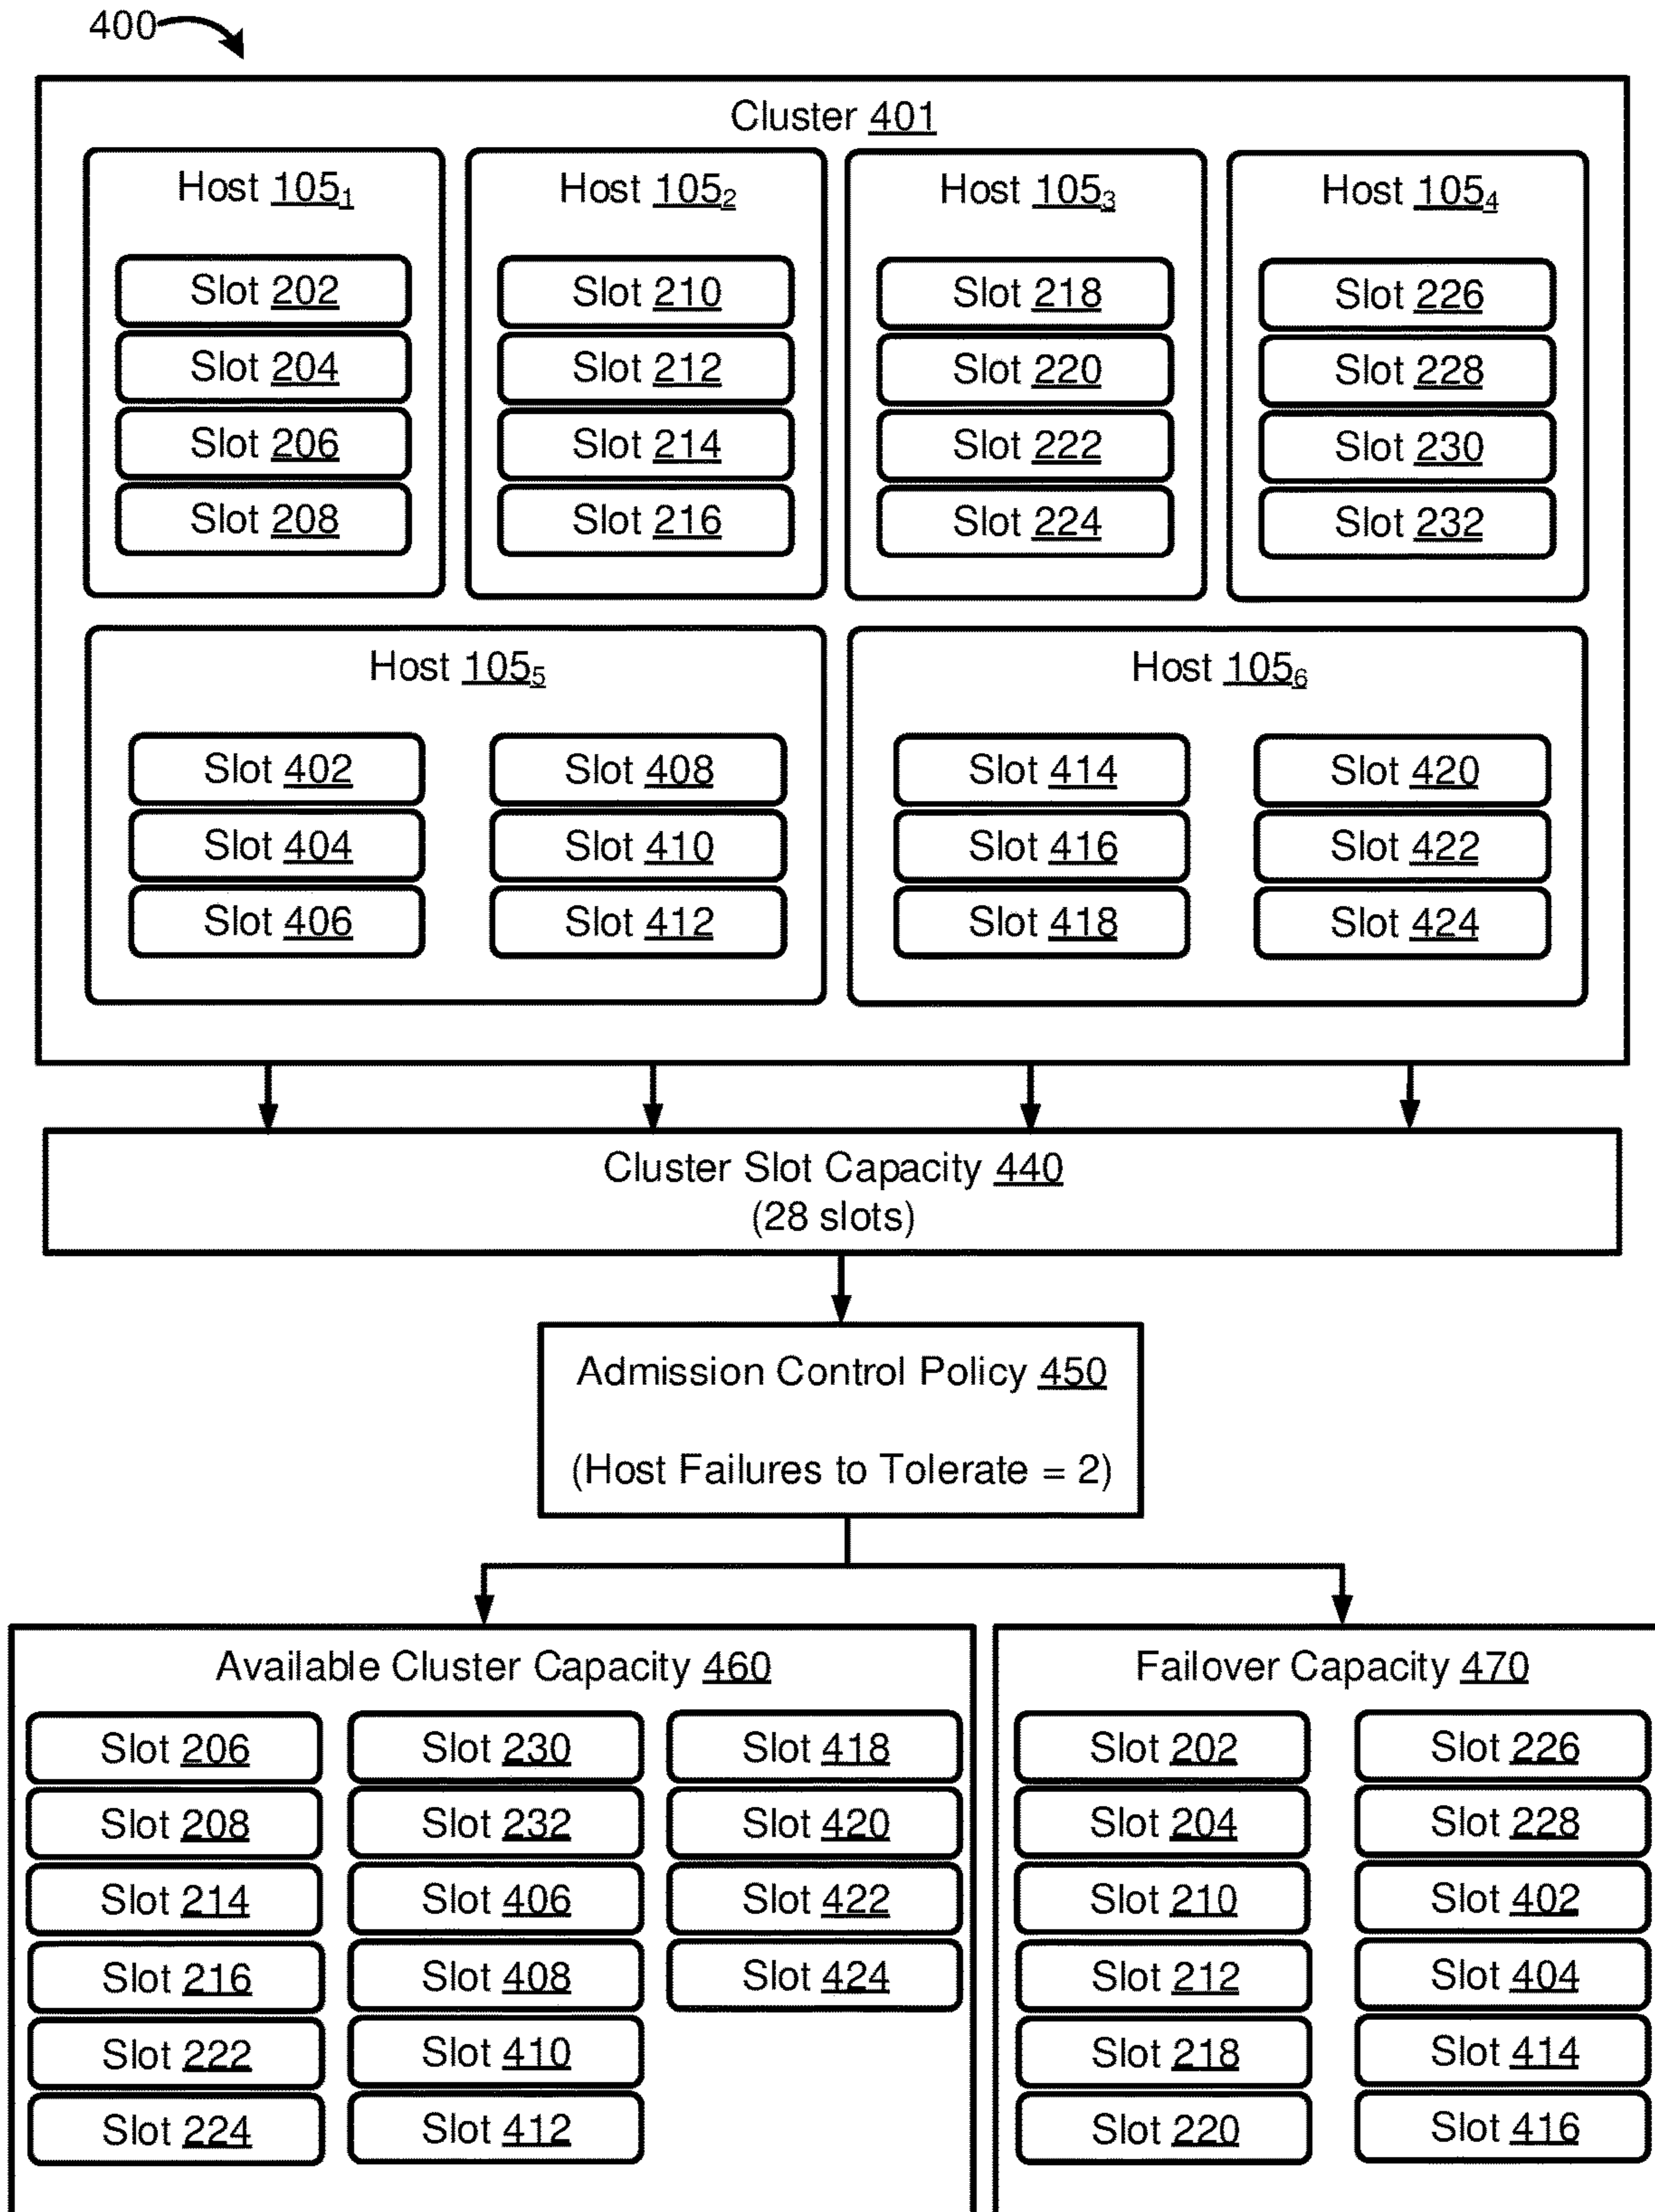 400
Cluster 401
Host 105₁
Slot 202
Slot 204
Slot 206
Slot 208
Host 105₂
Slot 210
Slot 212
Slot 214
Slot 216
Host 105₃
Slot 218
Slot 220
Slot 222
Slot 224
Host 105₄
Slot 226
Slot 228
Slot 230
Slot 232
Host 105₅
Slot 402
Slot 404
Slot 406
Slot 408
Slot 410
Slot 412
Host 105₆
Slot 414
Slot 416
Slot 418
Slot 420
Slot 422
Slot 424
Cluster Slot Capacity 440
(28 slots)
Admission Control Policy 450
(Host Failures to Tolerate = 2)
Available Cluster Capacity 460
Slot 206
Slot 208
Slot 214
Slot 216
Slot 222
Slot 224
Slot 230
Slot 232
Slot 406
Slot 408
Slot 410
Slot 412
Slot 418
Slot 420
Slot 422
Slot 424
Failover Capacity 470
Slot 202
Slot 204
Slot 210
Slot 212
Slot 218
Slot 220
Slot 226
Slot 228
Slot 402
Slot 404
Slot 414
Slot 416